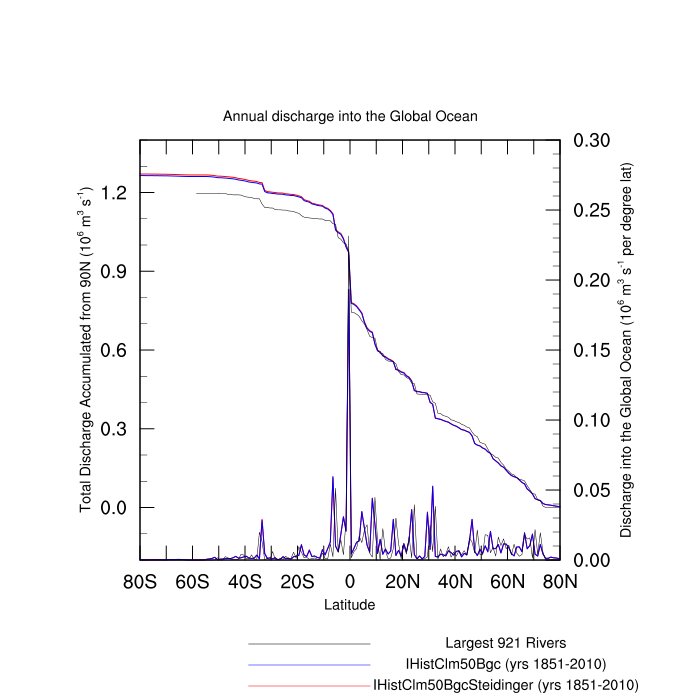 Annual discharge into the Global Ocean
Total Discharge Accumulated from 90N (10⁶ m³ s⁻¹)
1.2
0.9
0.6
0.3
0.0
0.30
0.25
0.20
0.15
0.10
0.05
0.00
Discharge into the Global Ocean (10⁶ m³ s⁻¹ per degree lat)
80S 60S 40S 20S 0 20N 40N 60N 80N
Latitude
Largest 921 Rivers
IHistClm50Bgc (yrs 1851-2010)
IHistClm50BgcSteidinger (yrs 1851-2010)